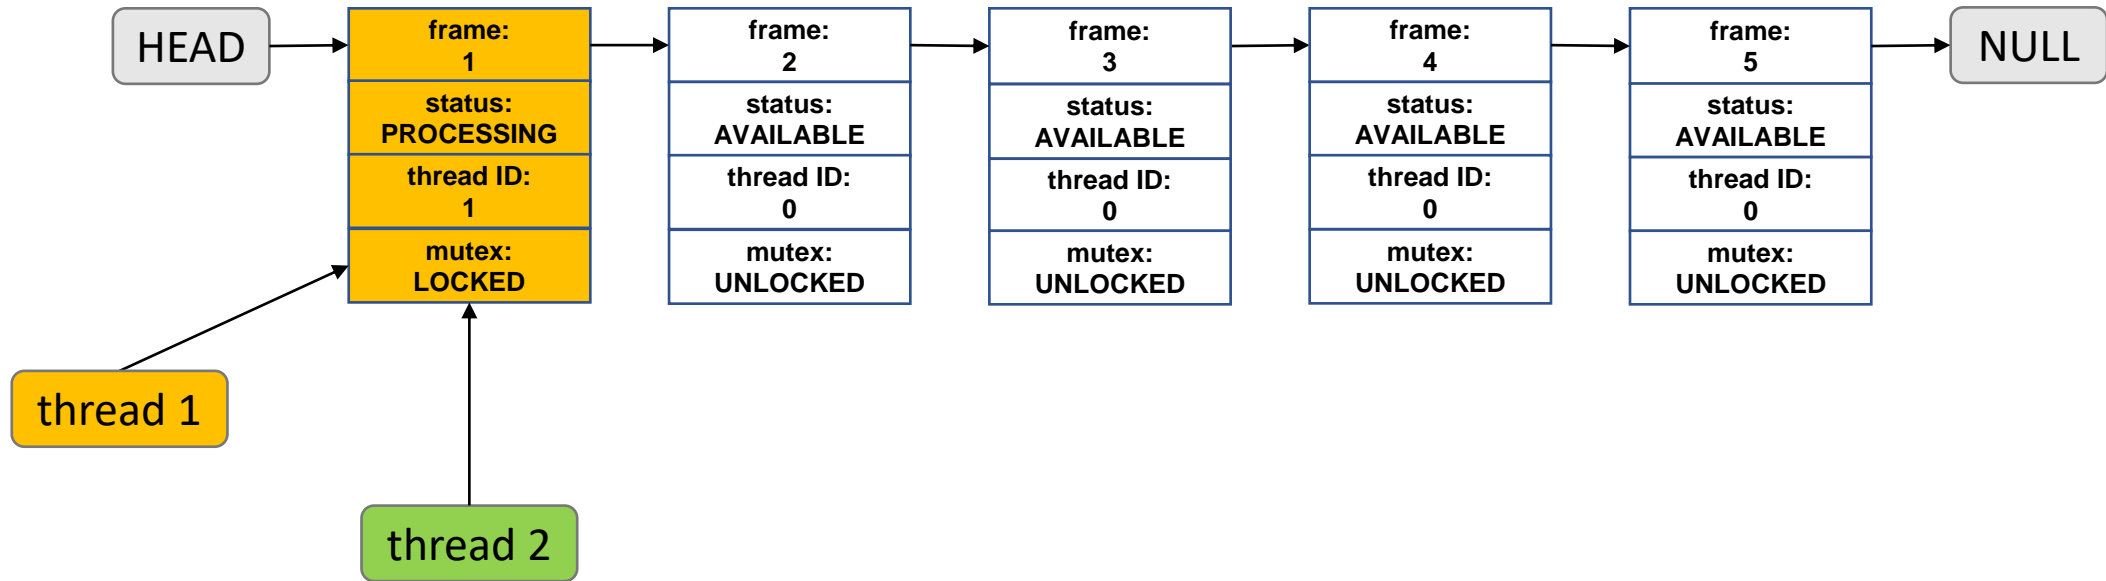 HEAD
frame:
1
status:
PROCESSING
thread ID:
1
mutex:
LOCKED
frame:
2
status:
AVAILABLE
thread ID:
0
mutex:
UNLOCKED
frame:
3
status:
AVAILABLE
thread ID:
0
mutex:
UNLOCKED
frame:
4
status:
AVAILABLE
thread ID:
0
mutex:
UNLOCKED
frame:
5
status:
AVAILABLE
thread ID:
0
mutex:
UNLOCKED
NULL
thread 1
thread 2